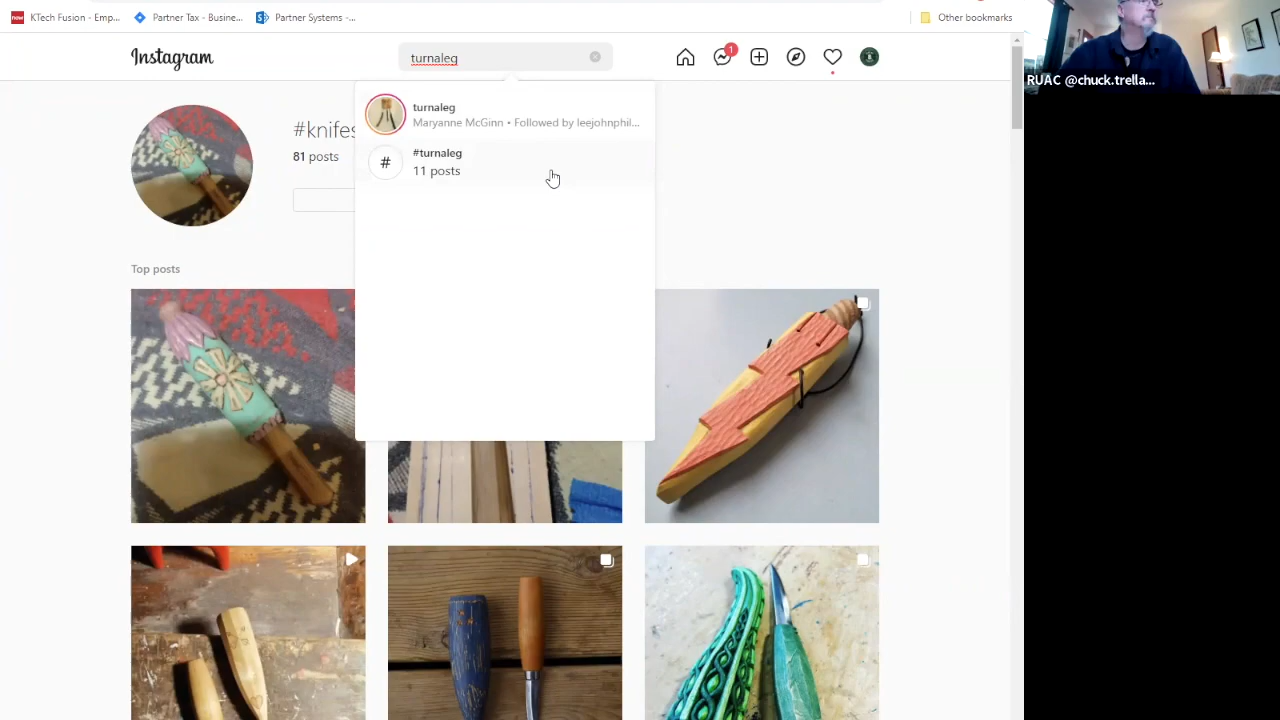 KTech Fusion - Emp...
Partner Tax - Busine...
Partner Systems -...
Other bookmarks
Instagram
turnaleg
1
RUAC @chuck.trella...
turnaleg
Maryanne McGinn • Followed by leejohnphil...
#turnaleg
11 posts
#
#knifes
81 posts
Top posts